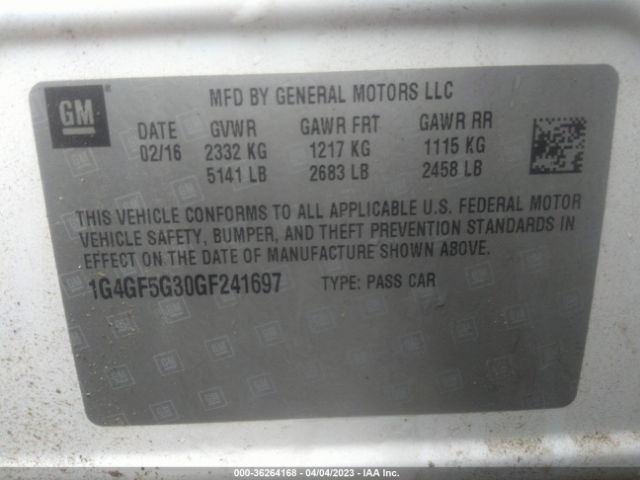 GM
MFD BY GENERAL MOTORS LLC
DATE GVWR GAWR FRT GAWR RR
02/16 2332 KG 1217 KG 1115 KG
5141 LB 2683 LB 2458 LB
THIS VEHICLE CONFORMS TO ALL APPLICABLE U.S. FEDERAL MOTOR
VEHICLE SAFETY, BUMPER, AND THEFT PREVENTION STANDARDS IN
EFFECT ON THE DATE OF MANUFACTURE SHOWN ABOVE.
1G4GF5G30GF241697 TYPE: PASS CAR
000-36264168 - 04/04/2023 - IAA Inc.